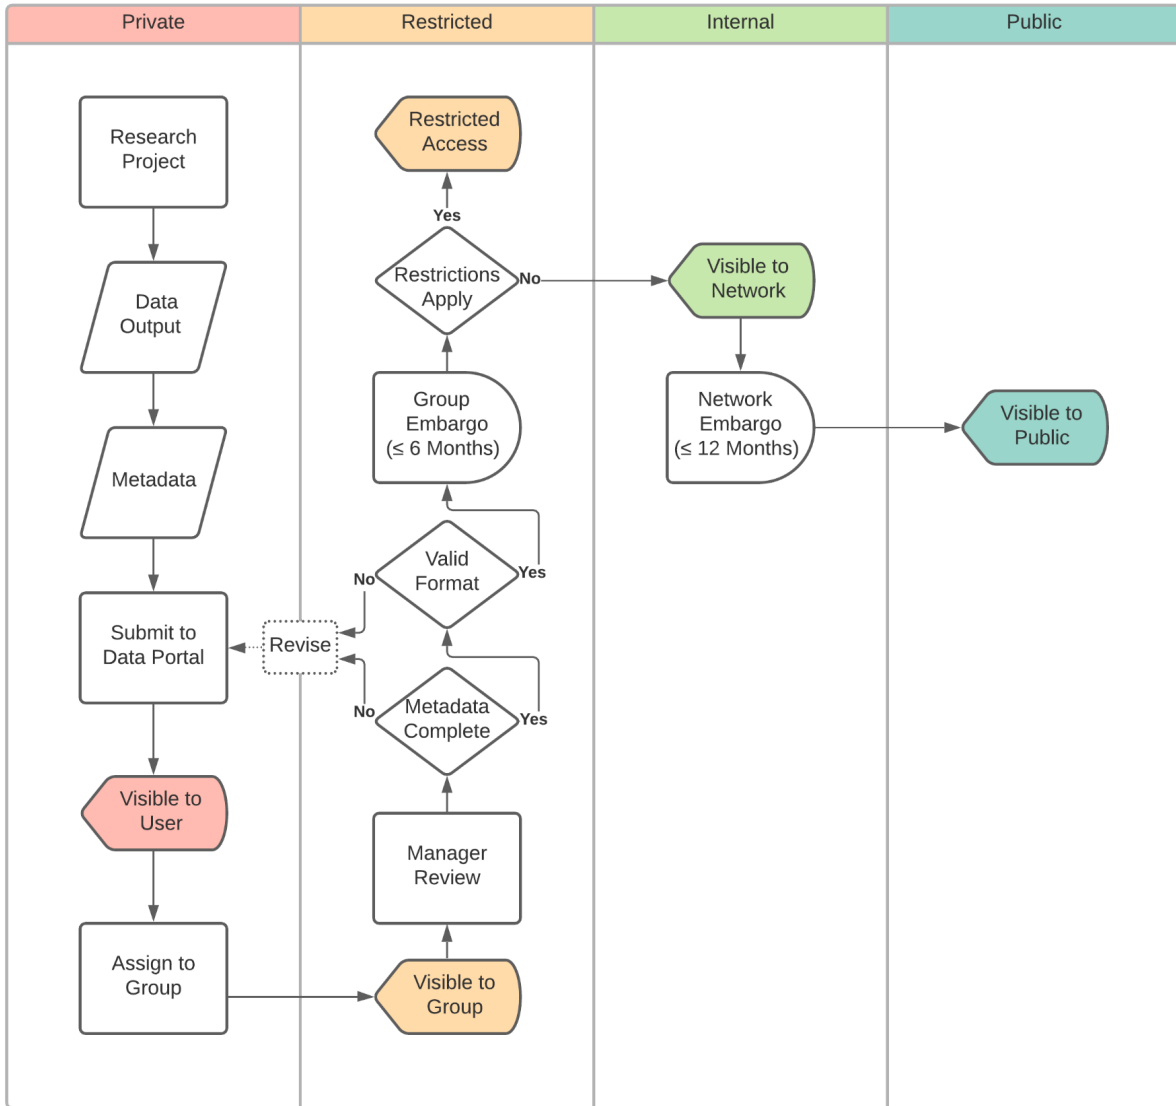 Private
Restricted
Internal
Public
Research
Project
Data
Output
Metadata
Submit to
Data Portal
Visible to
User
Assign to
Group
Restricted
Access
Yes
Restrictions
Apply
No
Group
Embargo
(≤ 6 Months)
Valid
Format
No
Yes
Revise
Metadata
Complete
No
Yes
Manager
Review
Visible to
Group
Visible to
Network
Network
Embargo
(≤ 12 Months)
Visible to
Public